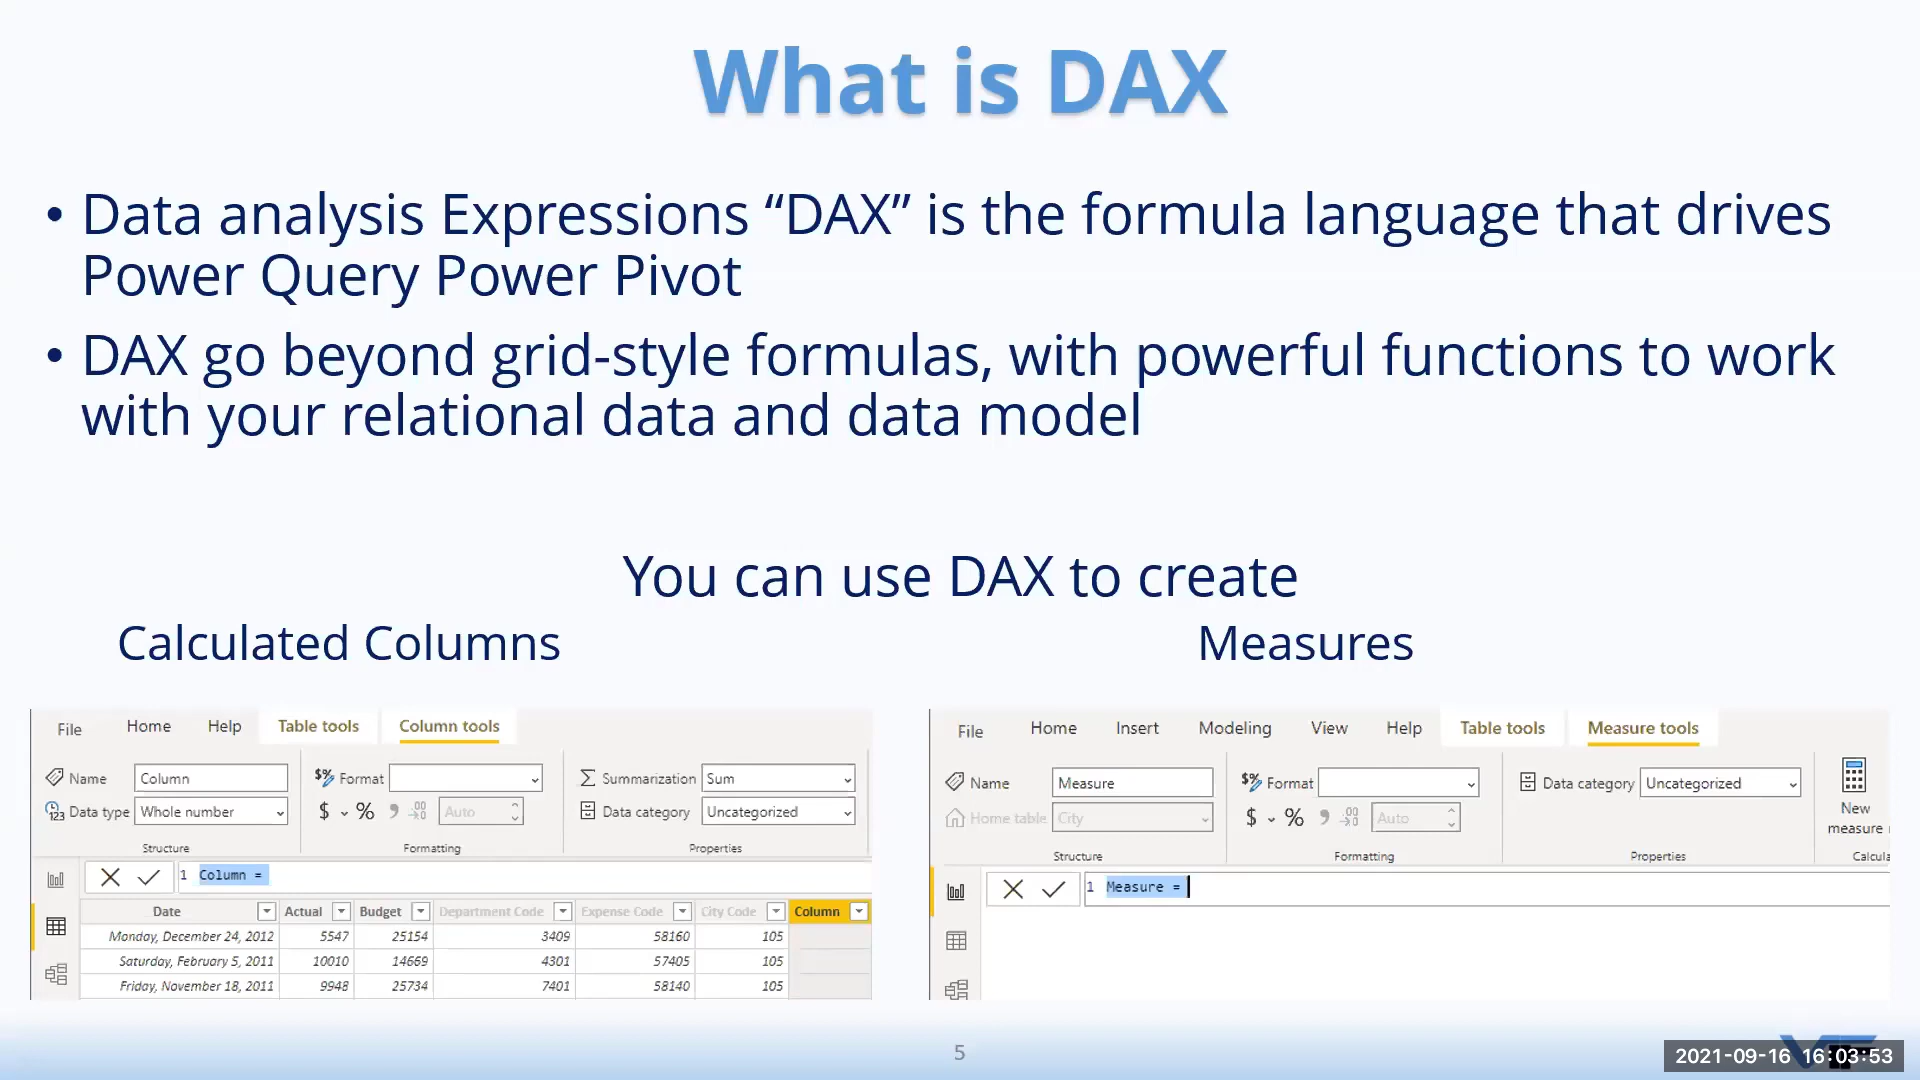 What is DAX
• Data analysis Expressions “DAX” is the formula language that drives
Power Query Power Pivot
• DAX go beyond grid-style formulas, with powerful functions to work
with your relational data and data model
You can use DAX to create
Calculated Columns
Measures
File Home Help Table tools Column tools
Name Column $% Format Summarization Sum
Data type Whole number $ % Auto Data category Uncategorized
Structure Formatting Properties
1 Column =
Date Actual Budget Department Code Expense Code City Code Column
Monday, December 24, 2012 5547 25154 3409 58160 105
Saturday, February 5, 2011 10010 14669 4301 57405 105
Friday, November 18, 2011 9948 25734 7401 58140 105
File Home Insert Modeling View Help Table tools Measure tools
Name Measure $% Format Data category Uncategorized
Home table City $ % Auto
New
measure
Structure Formatting Properties Calcula
1 Measure =
5
2021-09-16 16:03:53